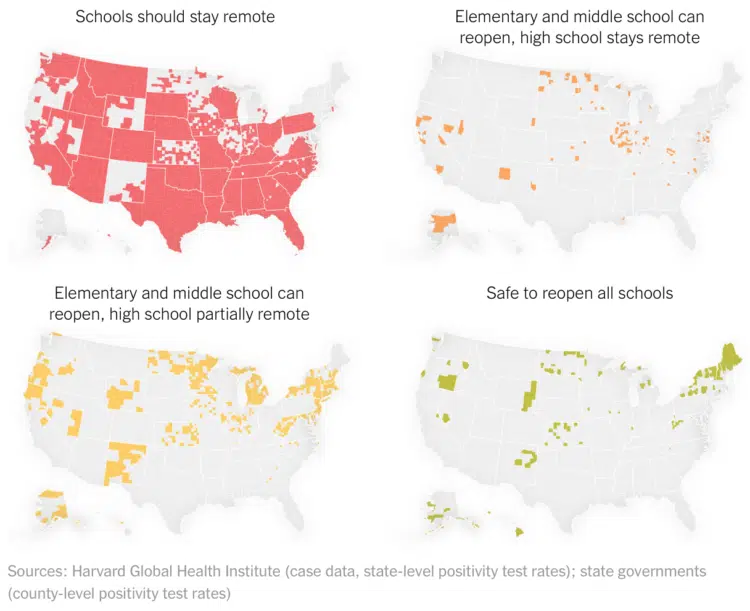 Schools should stay remote
Elementary and middle school can
reopen, high school stays remote
Elementary and middle school can
reopen, high school partially remote
Safe to reopen all schools
Sources: Harvard Global Health Institute (case data, state-level positivity test rates); state governments
(county-level positivity test rates)